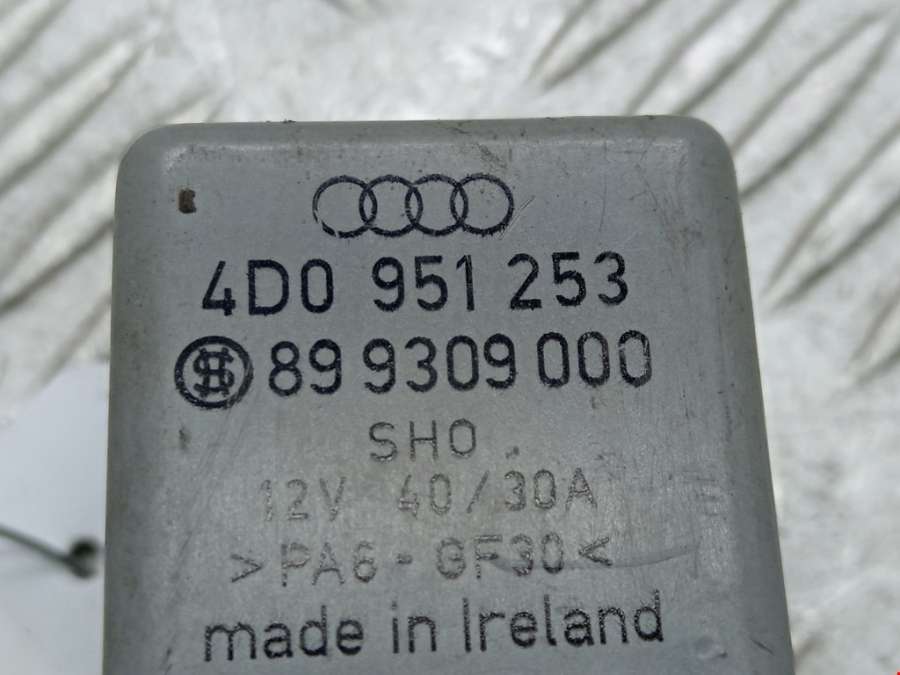 4D0 951 253
89 9309 000
SHO
12V 40/30A
>PA6-GF30<
made in Ireland